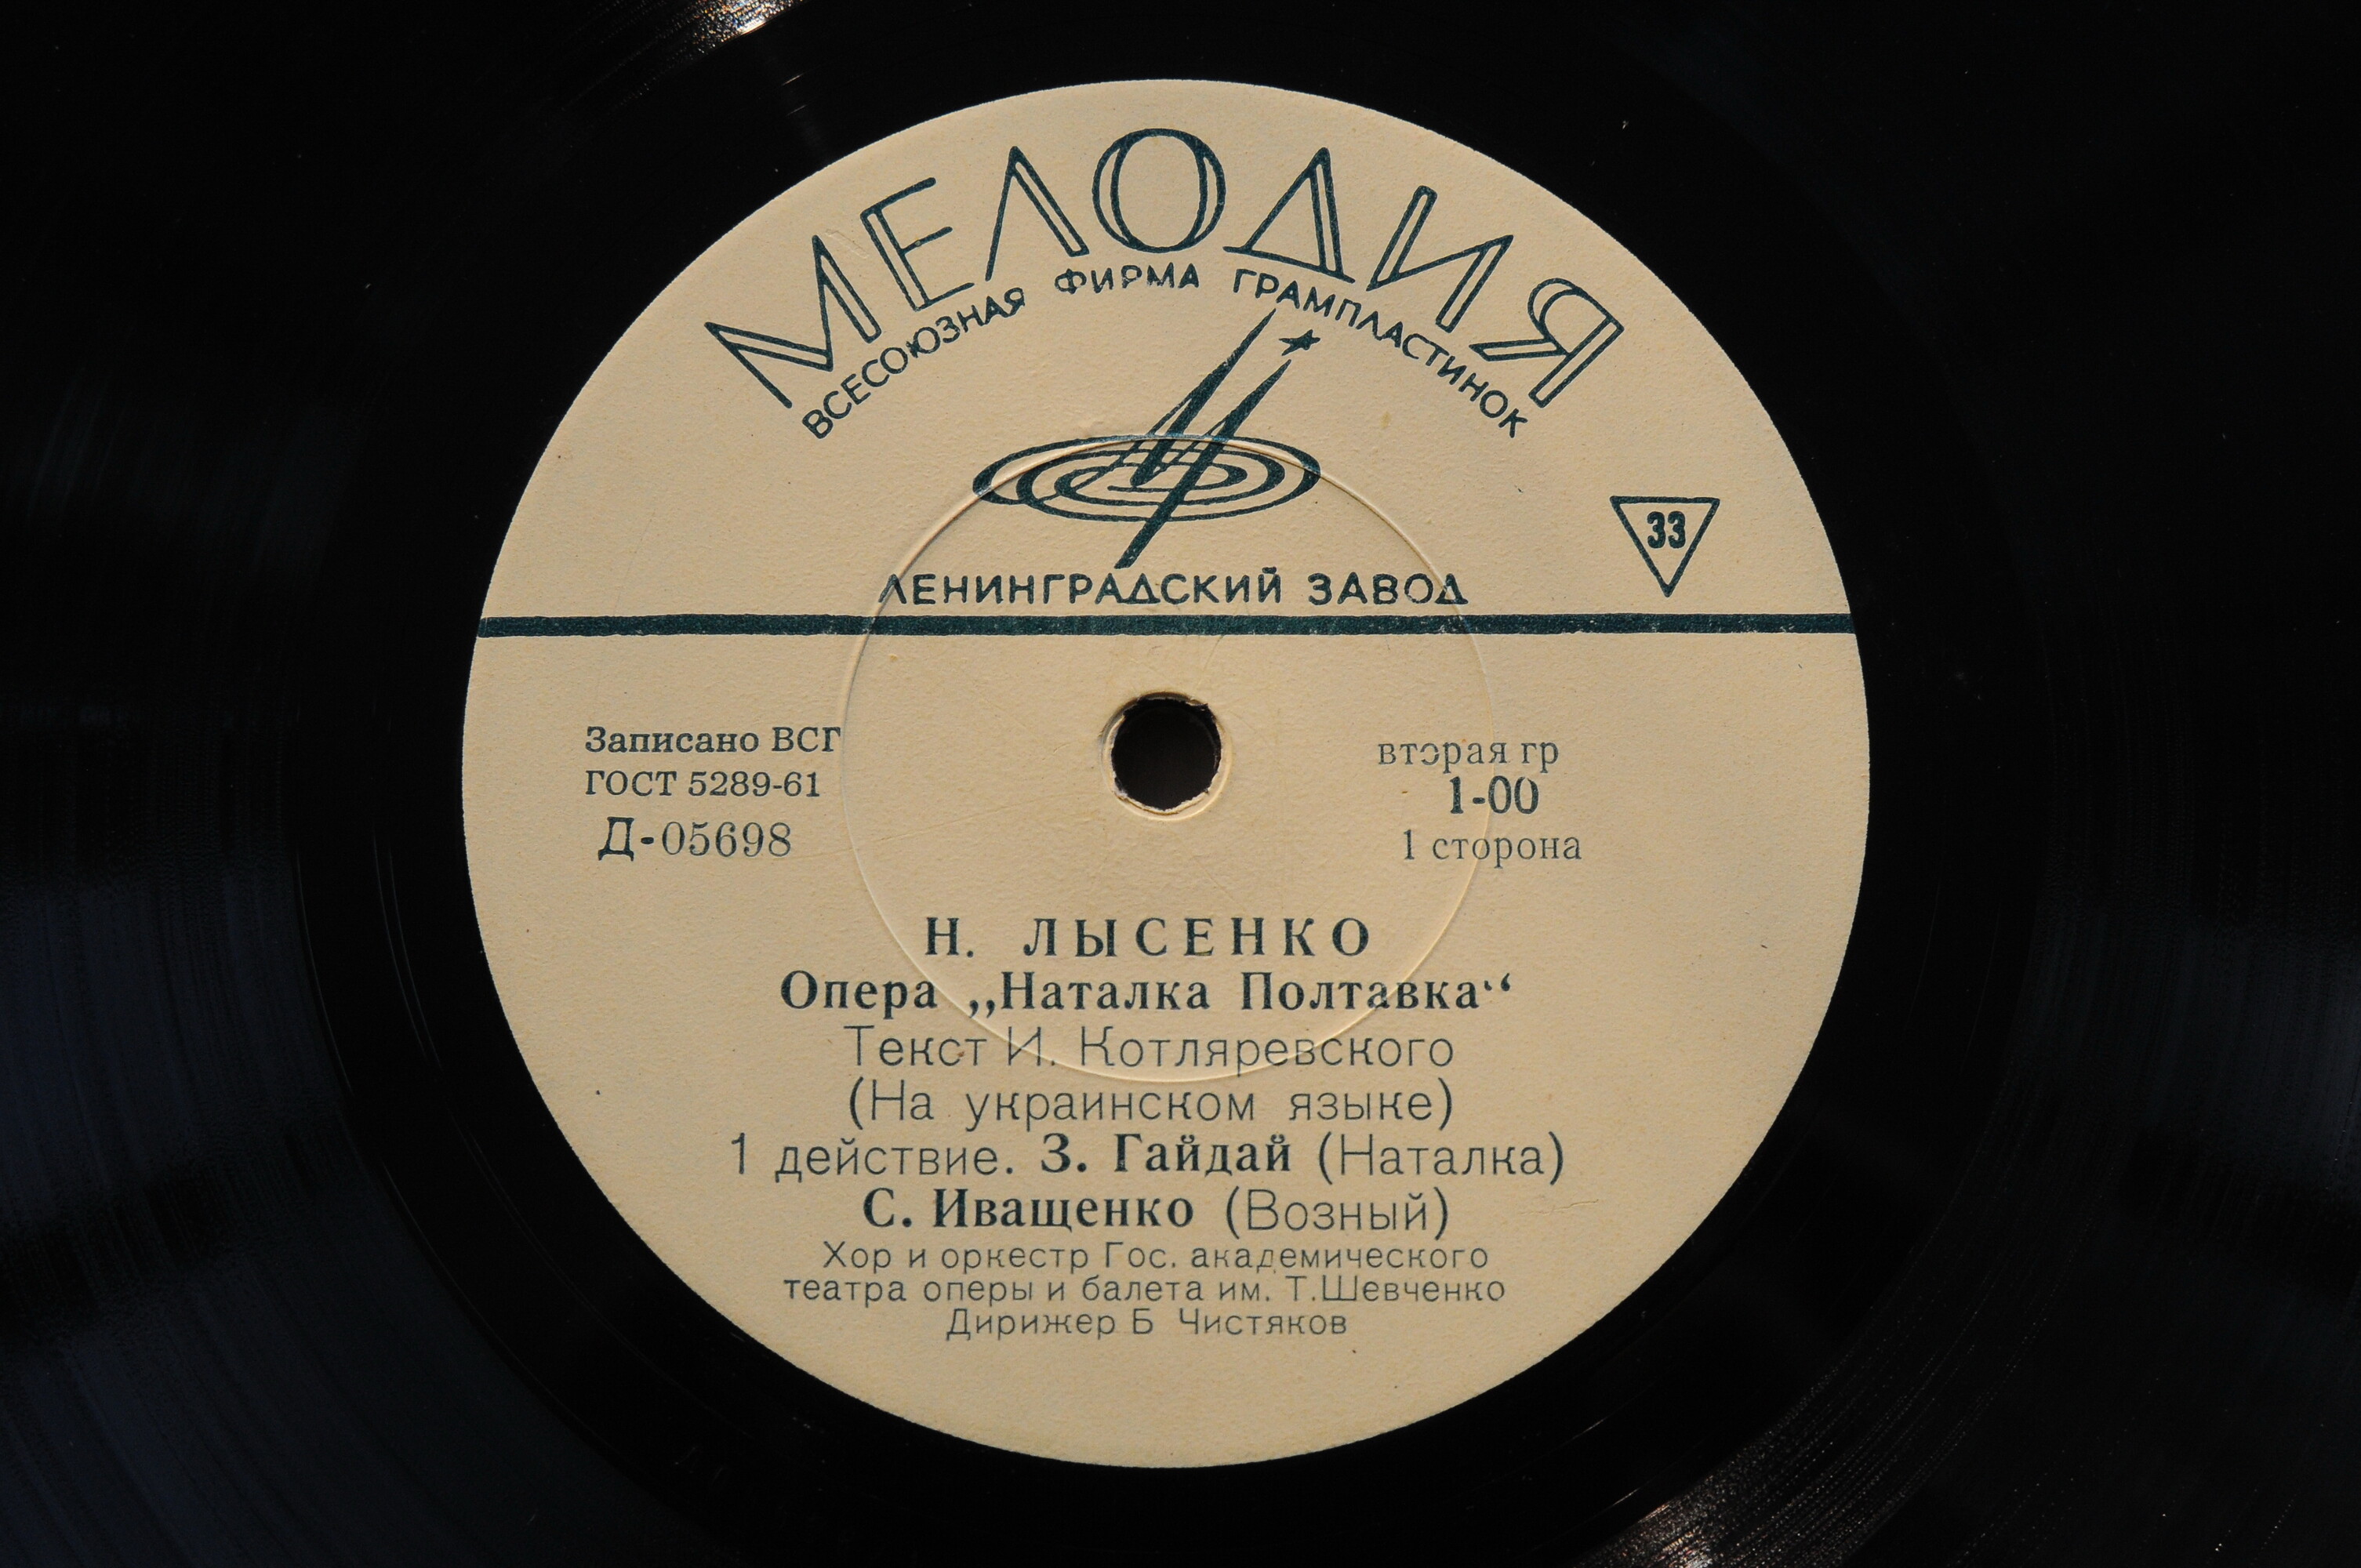 МЕЛОДИЯ
ВСЕСОЮЗНАЯ ФИРМА ГРАМПЛАСТИНОК
33
ЛЕНИНГРАДСКИЙ ЗАВОД
Записано ВСГ
ГОСТ 5289-61
Д-05698
вторая гр
1-00
1 сторона
Н. ЛЫСЕНКО
Опера „Наталка Полтавка“
Текст И. Котляревского
(На украинском языке)
1 действие. З. Гайдай (Наталка)
С. Иващенко (Возный)
Хор и оркестр Гос. академического
театра оперы и балета им. Т.Шевченко
Дирижер Б Чистяков